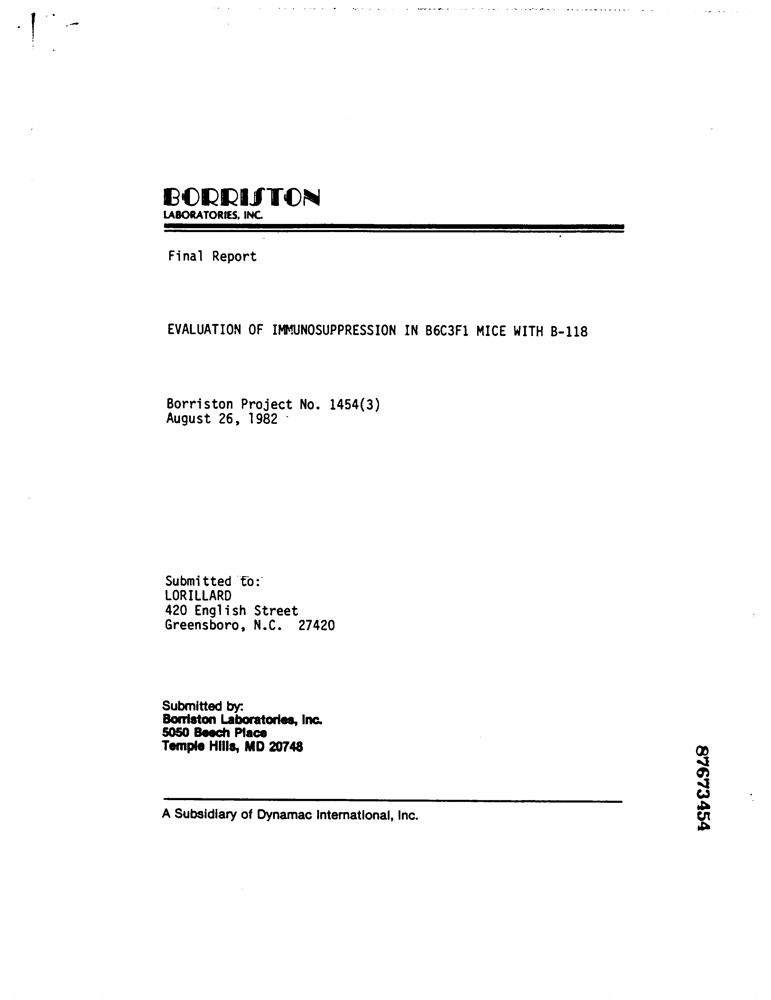 BORRISTON
LABORATORIES, INC.
Final Report
EVALUATION OF IMMUNOSUPPRESSION IN B6C3F1 MICE WITH B-118
Borriston Project No. 1454(3)
August 26, 1982
Submitted to:
LORILLARD
420 English Street
Greensboro, N.C. 27420
Submitted by:
Borriston Laboratories, Inc.
5050 Beech Place
Temple Hills, MD 20748
A Subsidiary of Dynamac International, Inc.
87673454